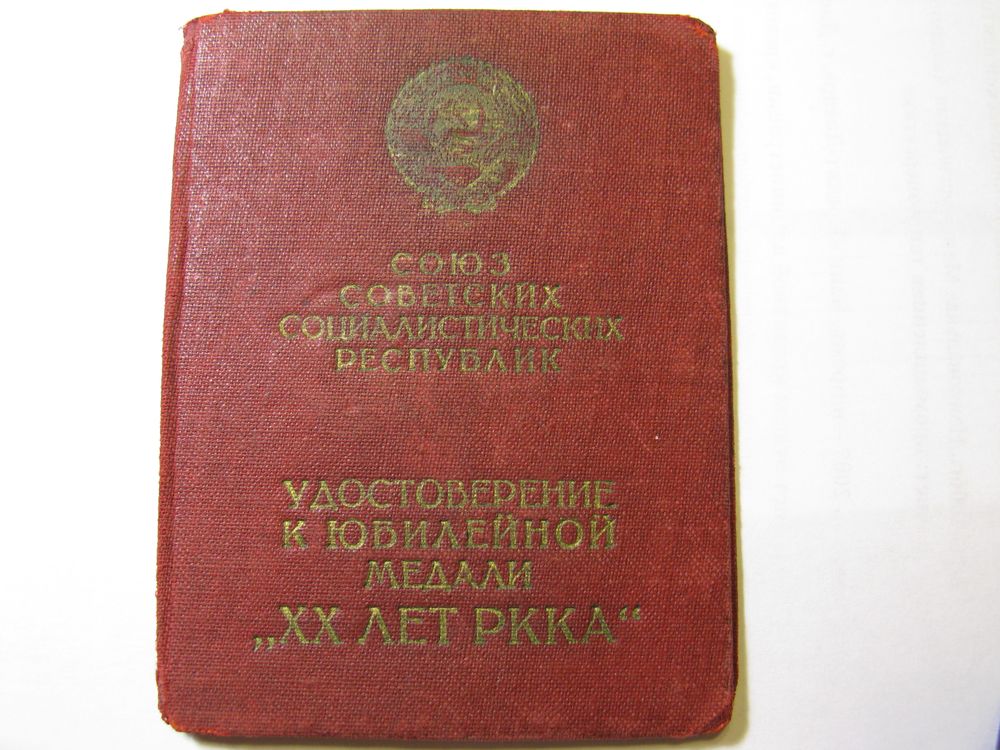 СОЮЗ
СОВЕТСКИХ
СОЦИАЛИСТИЧЕСКИХ
РЕСПУБЛИК
УДОСТОВЕРЕНИЕ
К ЮБИЛЕЙНОЙ
МЕДАЛИ
„XX ЛЕТ РККА“